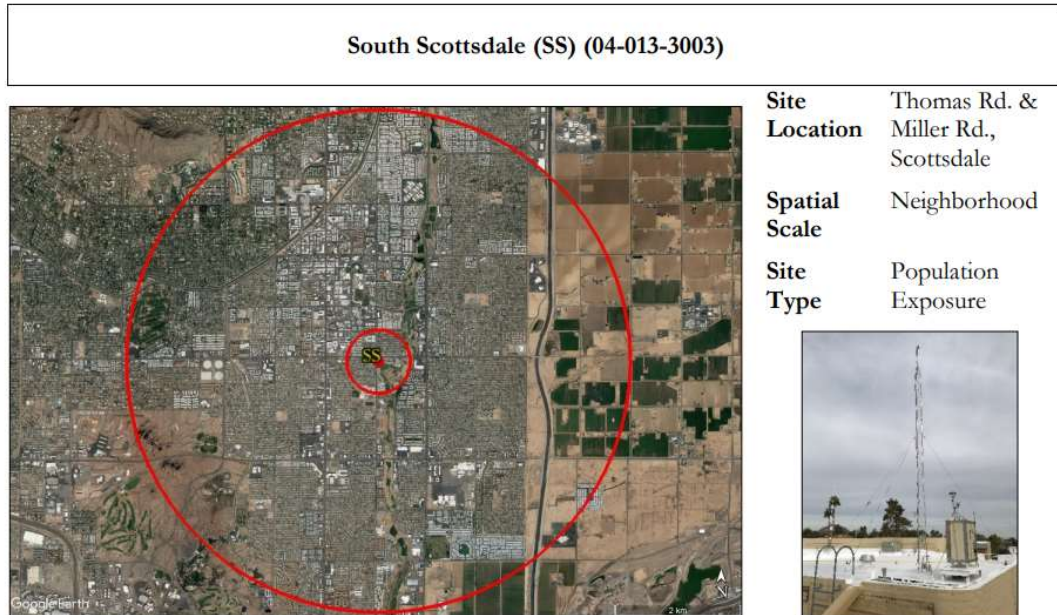 South Scottsdale (SS) (04-013-3003)
Site Location
Thomas Rd. &
Miller Rd.,
Scottsdale
Spatial Scale
Neighborhood
Site Type
Population
Exposure
SS
Google Earth
2 km